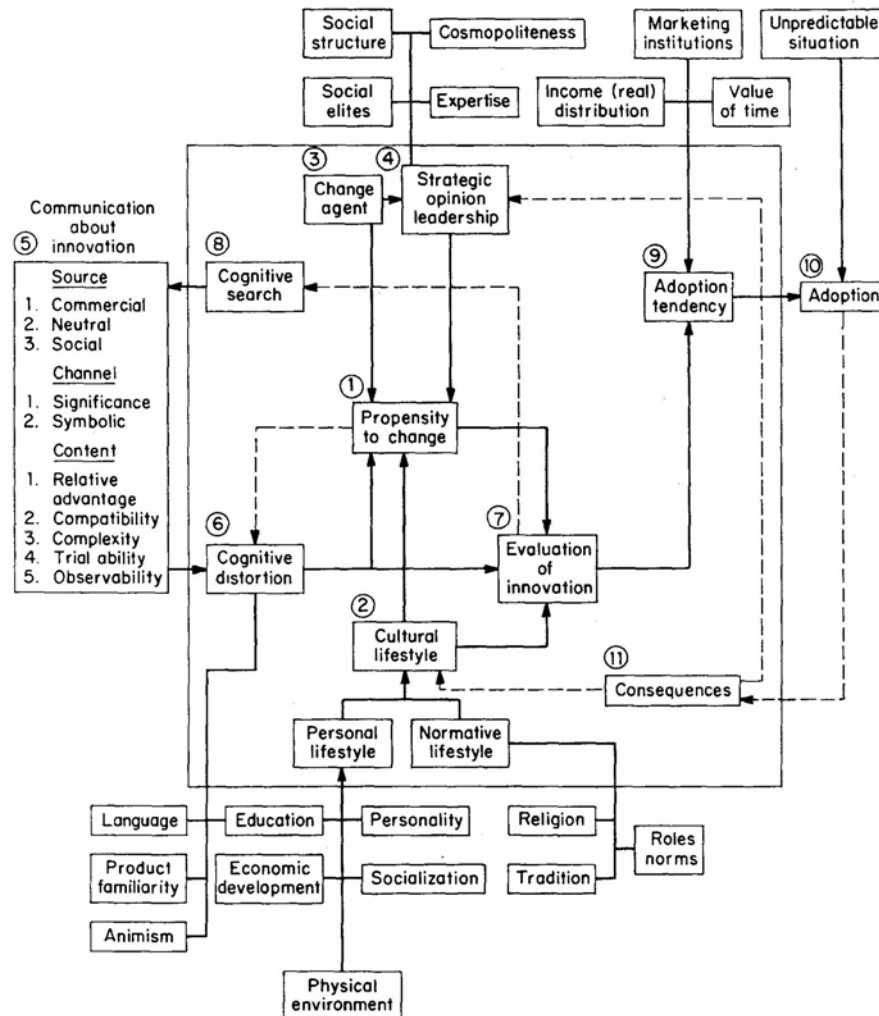 Social
structure
Cosmopoliteness
Marketing
institutions
Unpredictable
situation
Social
elites
Expertise
Income (real)
distribution
Value
of time
③
④
Change
agent
Strategic
opinion
leadership
Communication
about
⑤ innovation
Source
1. Commercial
2. Neutral
3. Social
Channel
1. Significance
2. Symbolic
Content
1. Relative
advantage
2. Compatibility
3. Complexity
4. Trial ability
5. Observability
⑧
Cognitive
search
⑨
Adoption
tendency
⑩
Adoption
①
Propensity
to change
⑥
Cognitive
distortion
⑦
Evaluation
of
innovation
②
Cultural
lifestyle
⑪
Consequences
Personal
lifestyle
Normative
lifestyle
Language
Education
Personality
Religion
Roles
norms
Product
familiarity
Economic
development
Socialization
Tradition
Animism
Physical
environment